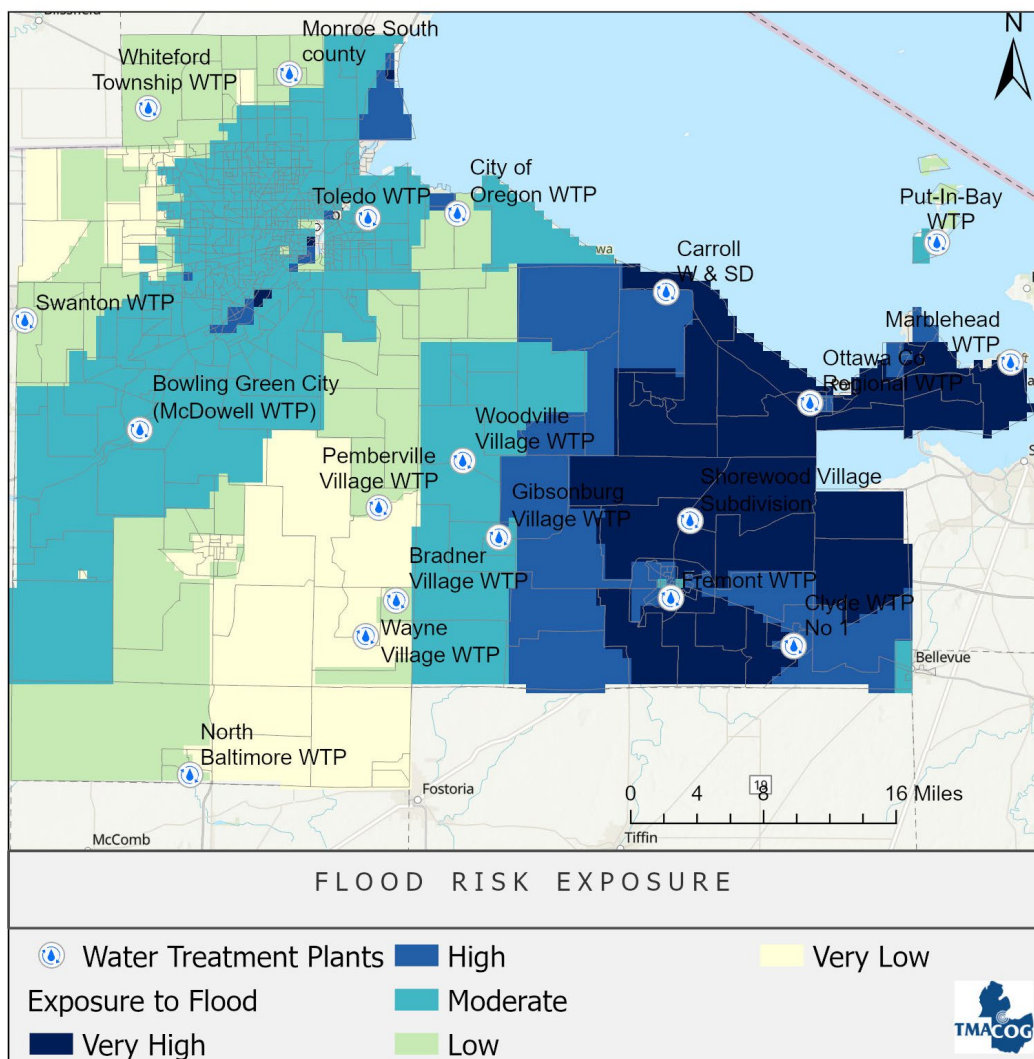 Monroe South
county
N
Whiteford
Township WTP
City of
Oregon WTP
Toledo WTP
Put-In-Bay
WTP
wa
Carroll
W & SD
Swanton WTP
Marblehead
WTP
Ottawa Co
Regional WTP
Bowling Green City
(McDowell WTP)
Woodville
Village WTP
Pemberville
Village WTP
Shorewood Village
Subdivision
Gibsonburg
Village WTP
Bradner
Village WTP
Fremont WTP
Clyde WTP
No 1
Wayne
Village WTP
Bellevue
North
Baltimore WTP
Fostoria
19
0 4 8 16 Miles
McComb
Tiffin
FLOOD RISK EXPOSURE
Water Treatment Plants
Exposure to Flood
Very High
High
Moderate
Low
Very Low
TMACOG